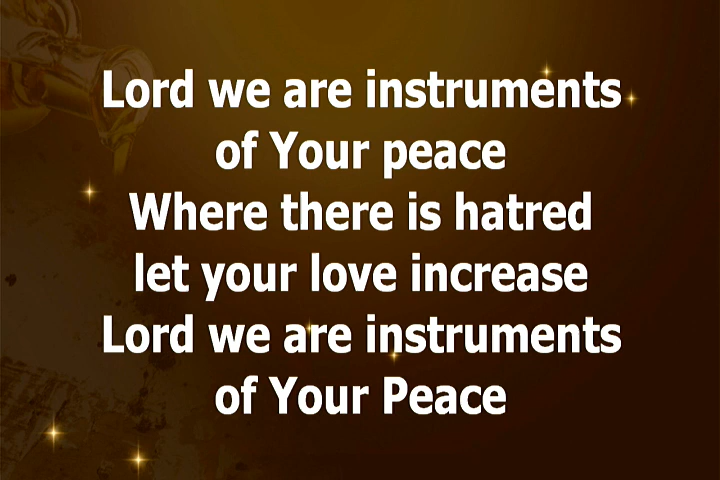 Lord we are instruments
of Your peace
Where there is hatred
let your love increase
Lord we are instruments
of Your Peace